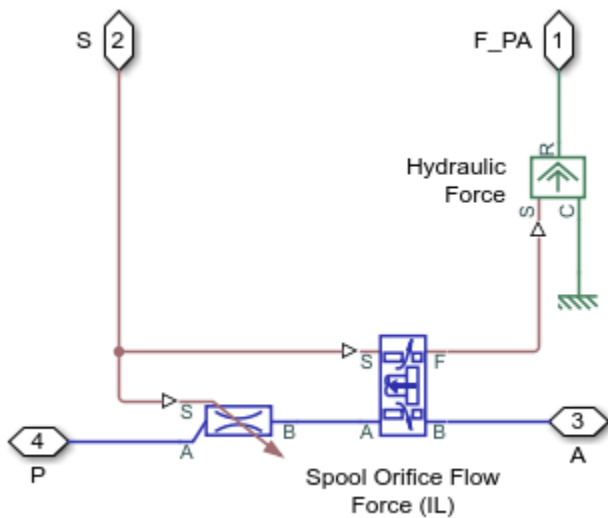 S
2
F_PA
1
Hydraulic
Force
R
S
C
S
F
S
A
B
A
B
4
P
3
A
Spool Orifice Flow
Force (IL)